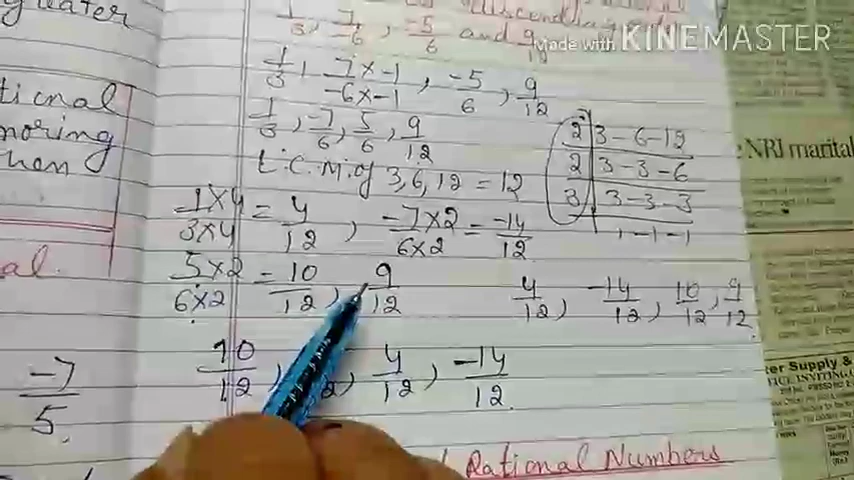 Made with KINEMASTER
discending
1/3, 7/-6, -5/6 and 9/12
1/3, 7×-1/-6×-1, -5/6, 9/12
1/3, -7/6, 5/6, 9/12
L.C.M. of 3, 6, 12 = 12
2 3-6-12
2 3-3-6
3 3-3-3
1-1-1
1×4/3×4 = 4/12, -7×2/6×2 = -14/12
5×2/6×2 = 10/12, 9/12
4/12, -14/12, 10/12, 9/12
10/12, 4/12, -14/12
Rational Numbers
greater
tional
noring
hen
al.
-7/5
NRI marital